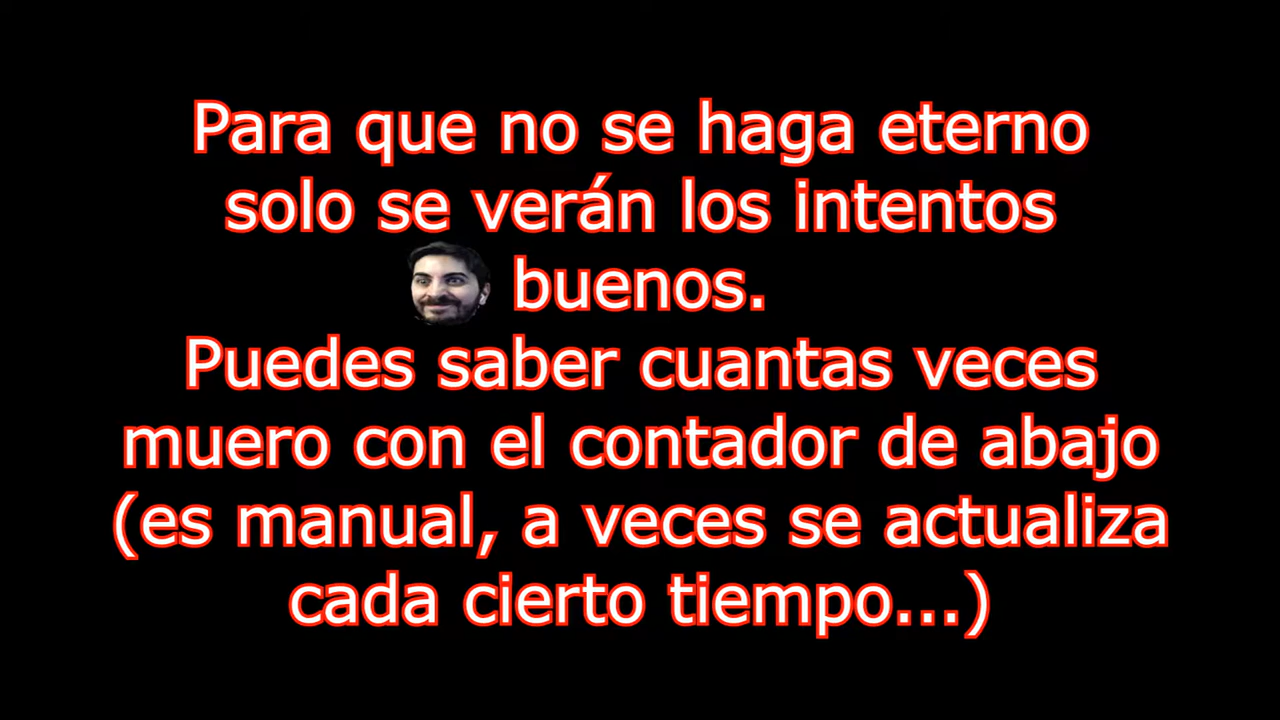 Para que no se haga eterno
solo se verán los intentos
buenos.
Puedes saber cuantas veces
muero con el contador de abajo
(es manual, a veces se actualiza
cada cierto tiempo...)